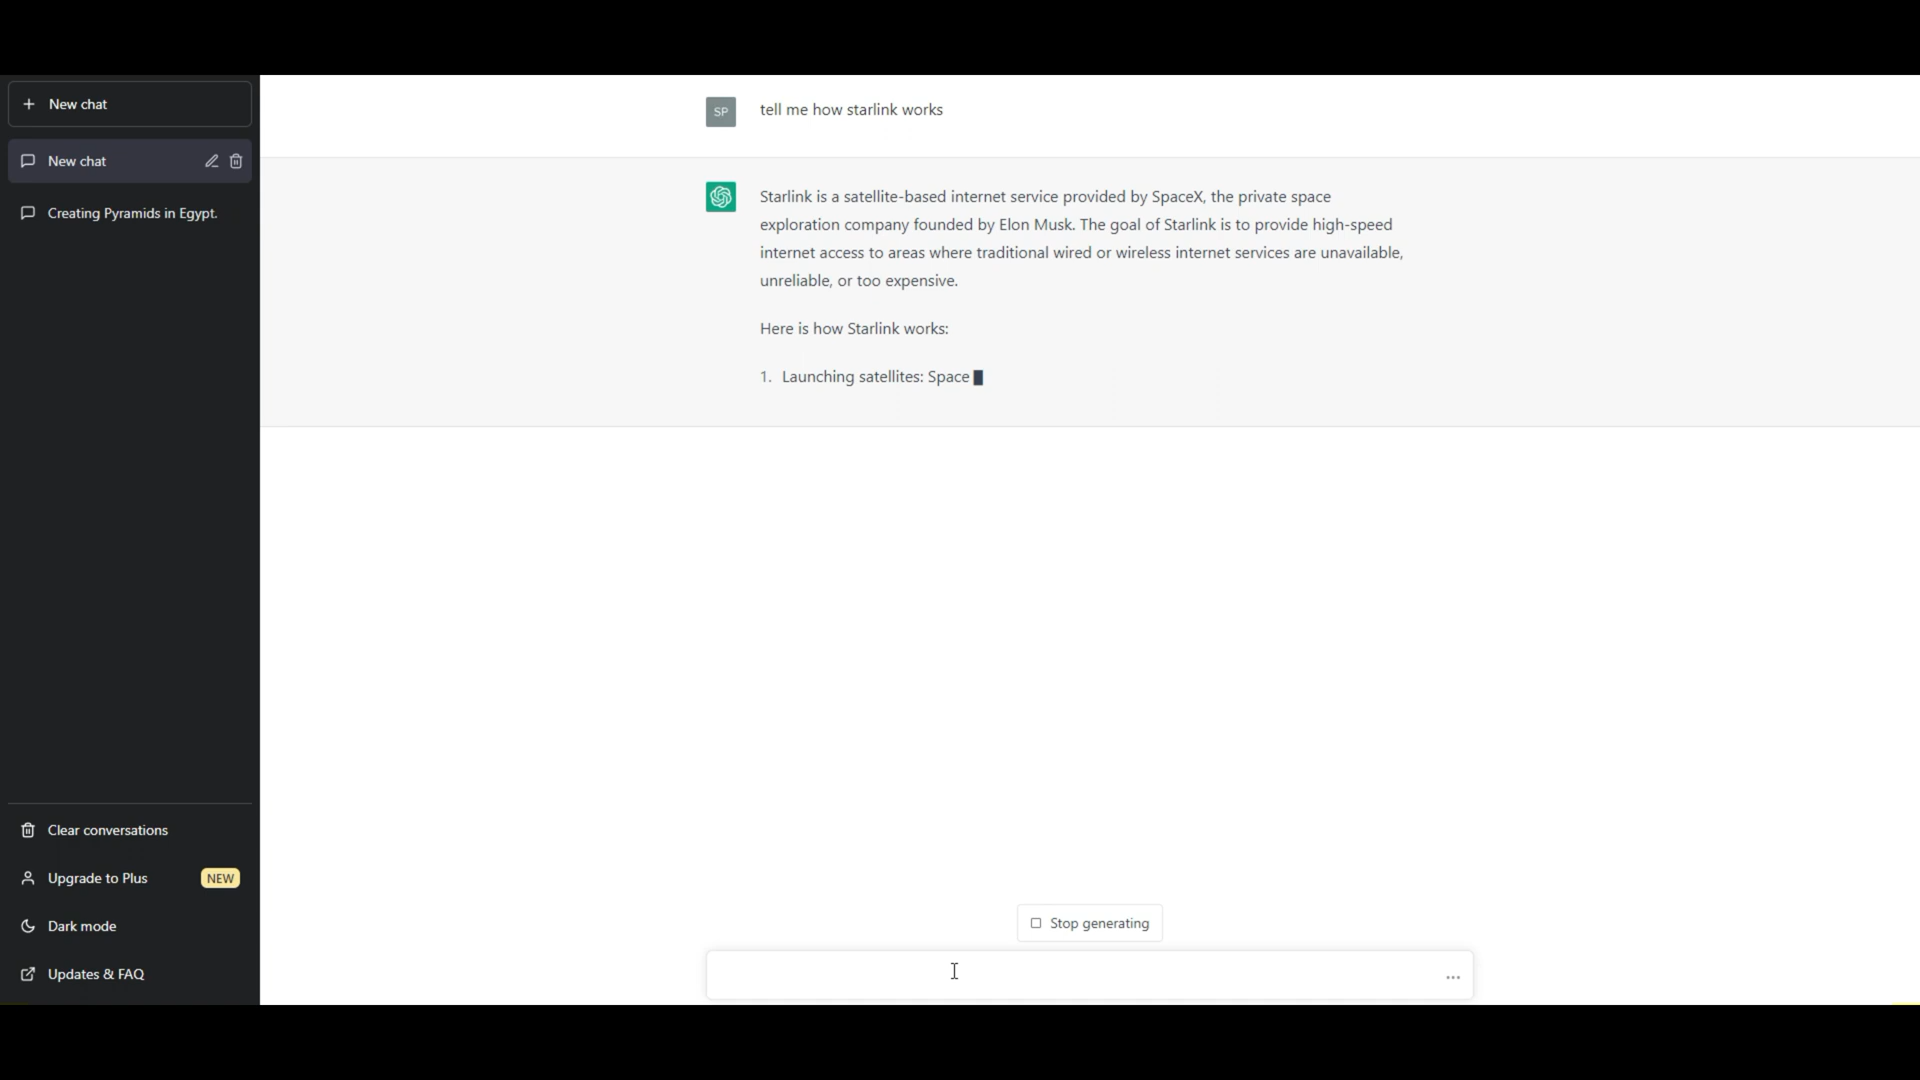 New chat
New chat
Creating Pyramids in Egypt.
Clear conversations
Upgrade to Plus NEW
Dark mode
Updates & FAQ
SP tell me how starlink works
Starlink is a satellite-based internet service provided by SpaceX, the private space
exploration company founded by Elon Musk. The goal of Starlink is to provide high-speed
internet access to areas where traditional wired or wireless internet services are unavailable,
unreliable, or too expensive.
Here is how Starlink works:
1. Launching satellites: Space
Stop generating